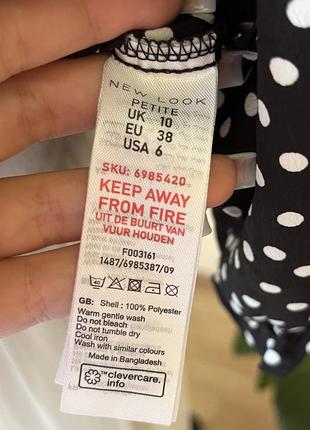 NEW LOOK
PETITE
UK 10
EU 38
USA 6
SKU: 6985420
KEEP AWAY
FROM FIRE
UIT DE BUURT VAN
VUUR HOUDEN
F003161
1487/6985387/09
40
GB: Shell : 100% Polyester
Warm gentle wash
Do not bleach
Do not tumble dry
Cool iron
Wash with similar colours
Made in Bangladesh
™clevercare.
info